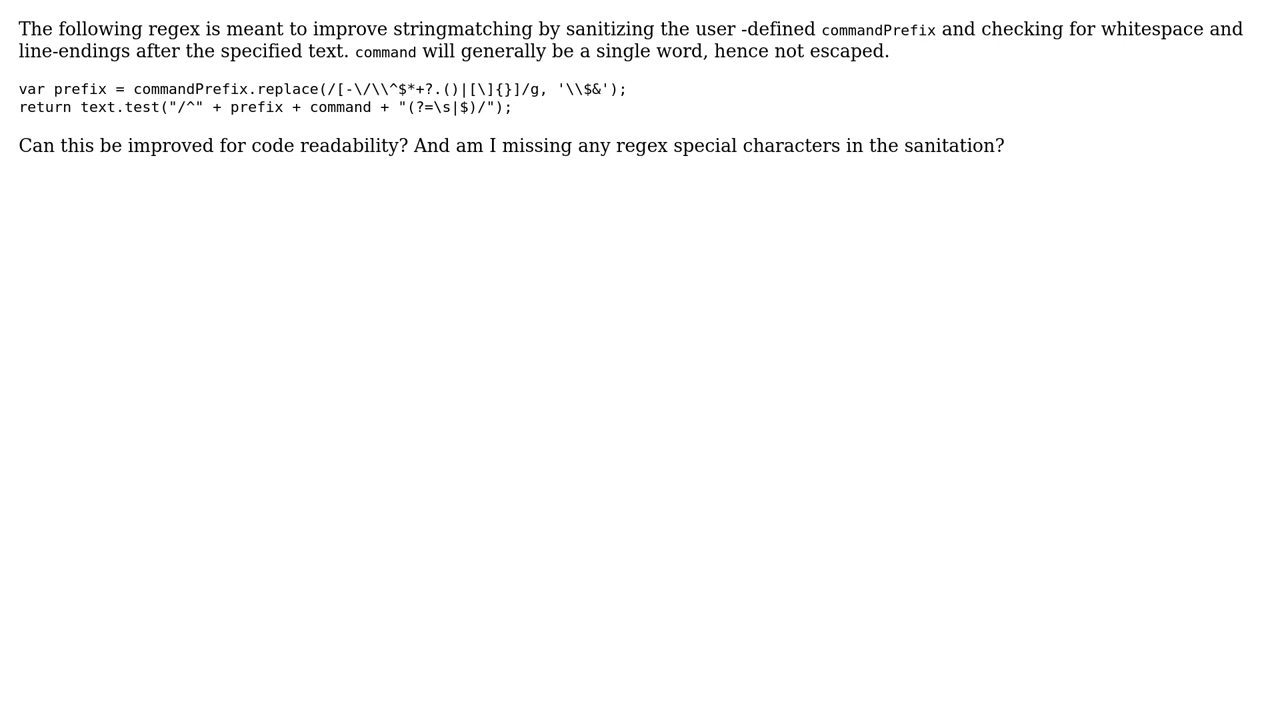 The following regex is meant to improve stringmatching by sanitizing the user -defined commandPrefix and checking for whitespace and
line-endings after the specified text. command will generally be a single word, hence not escaped.
var prefix = commandPrefix.replace(/[-\/\\^$*+?.()|[\]{}]/g, '\\$&');
return text.test("/^" + prefix + command + "(?=\s|$)/");
Can this be improved for code readability? And am I missing any regex special characters in the sanitation?